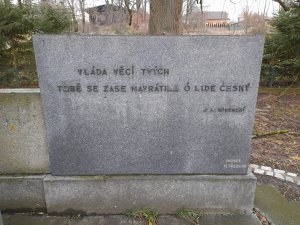 VLÁDA VĚCÍ TVÝCH
TOBĚ SE ZASE NAVRÁTÍ Ó LIDE ČESKÝ
J. A. KOMENSKÝ